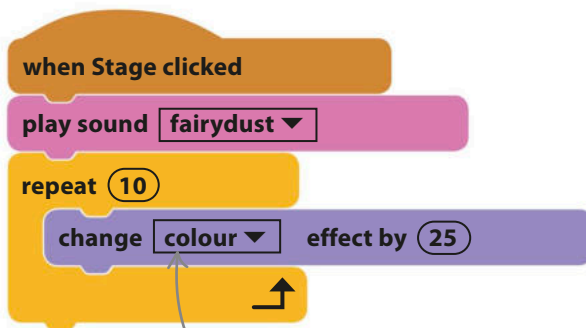 when Stage clicked
play sound fairydust
repeat 10
change colour effect by 25